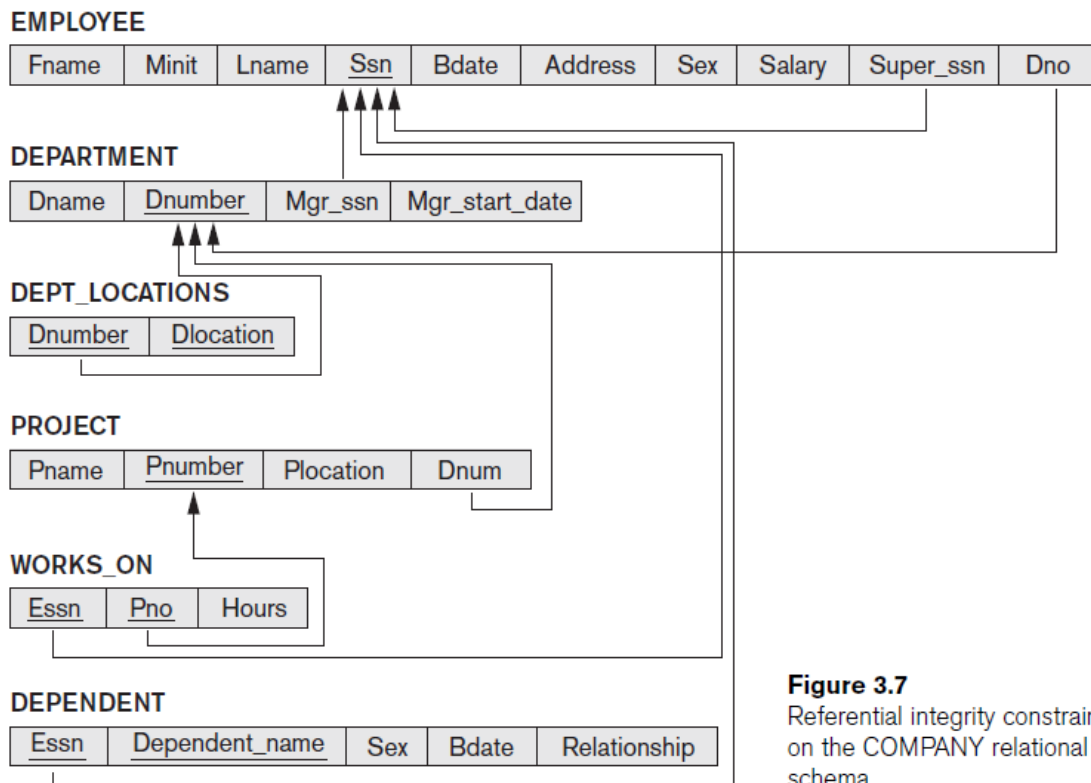 EMPLOYEE
Fname Minit Lname Ssn Bdate Address Sex Salary Super_ssn Dno
DEPARTMENT
Dname Dnumber Mgr_ssn Mgr_start_date
DEPT_LOCATIONS
Dnumber Dlocation
PROJECT
Pname Pnumber Plocation Dnum
WORKS_ON
Essn Pno Hours
DEPENDENT
Essn Dependent_name Sex Bdate Relationship
Figure 3.7
Referential integrity constrain
on the COMPANY relational
schema